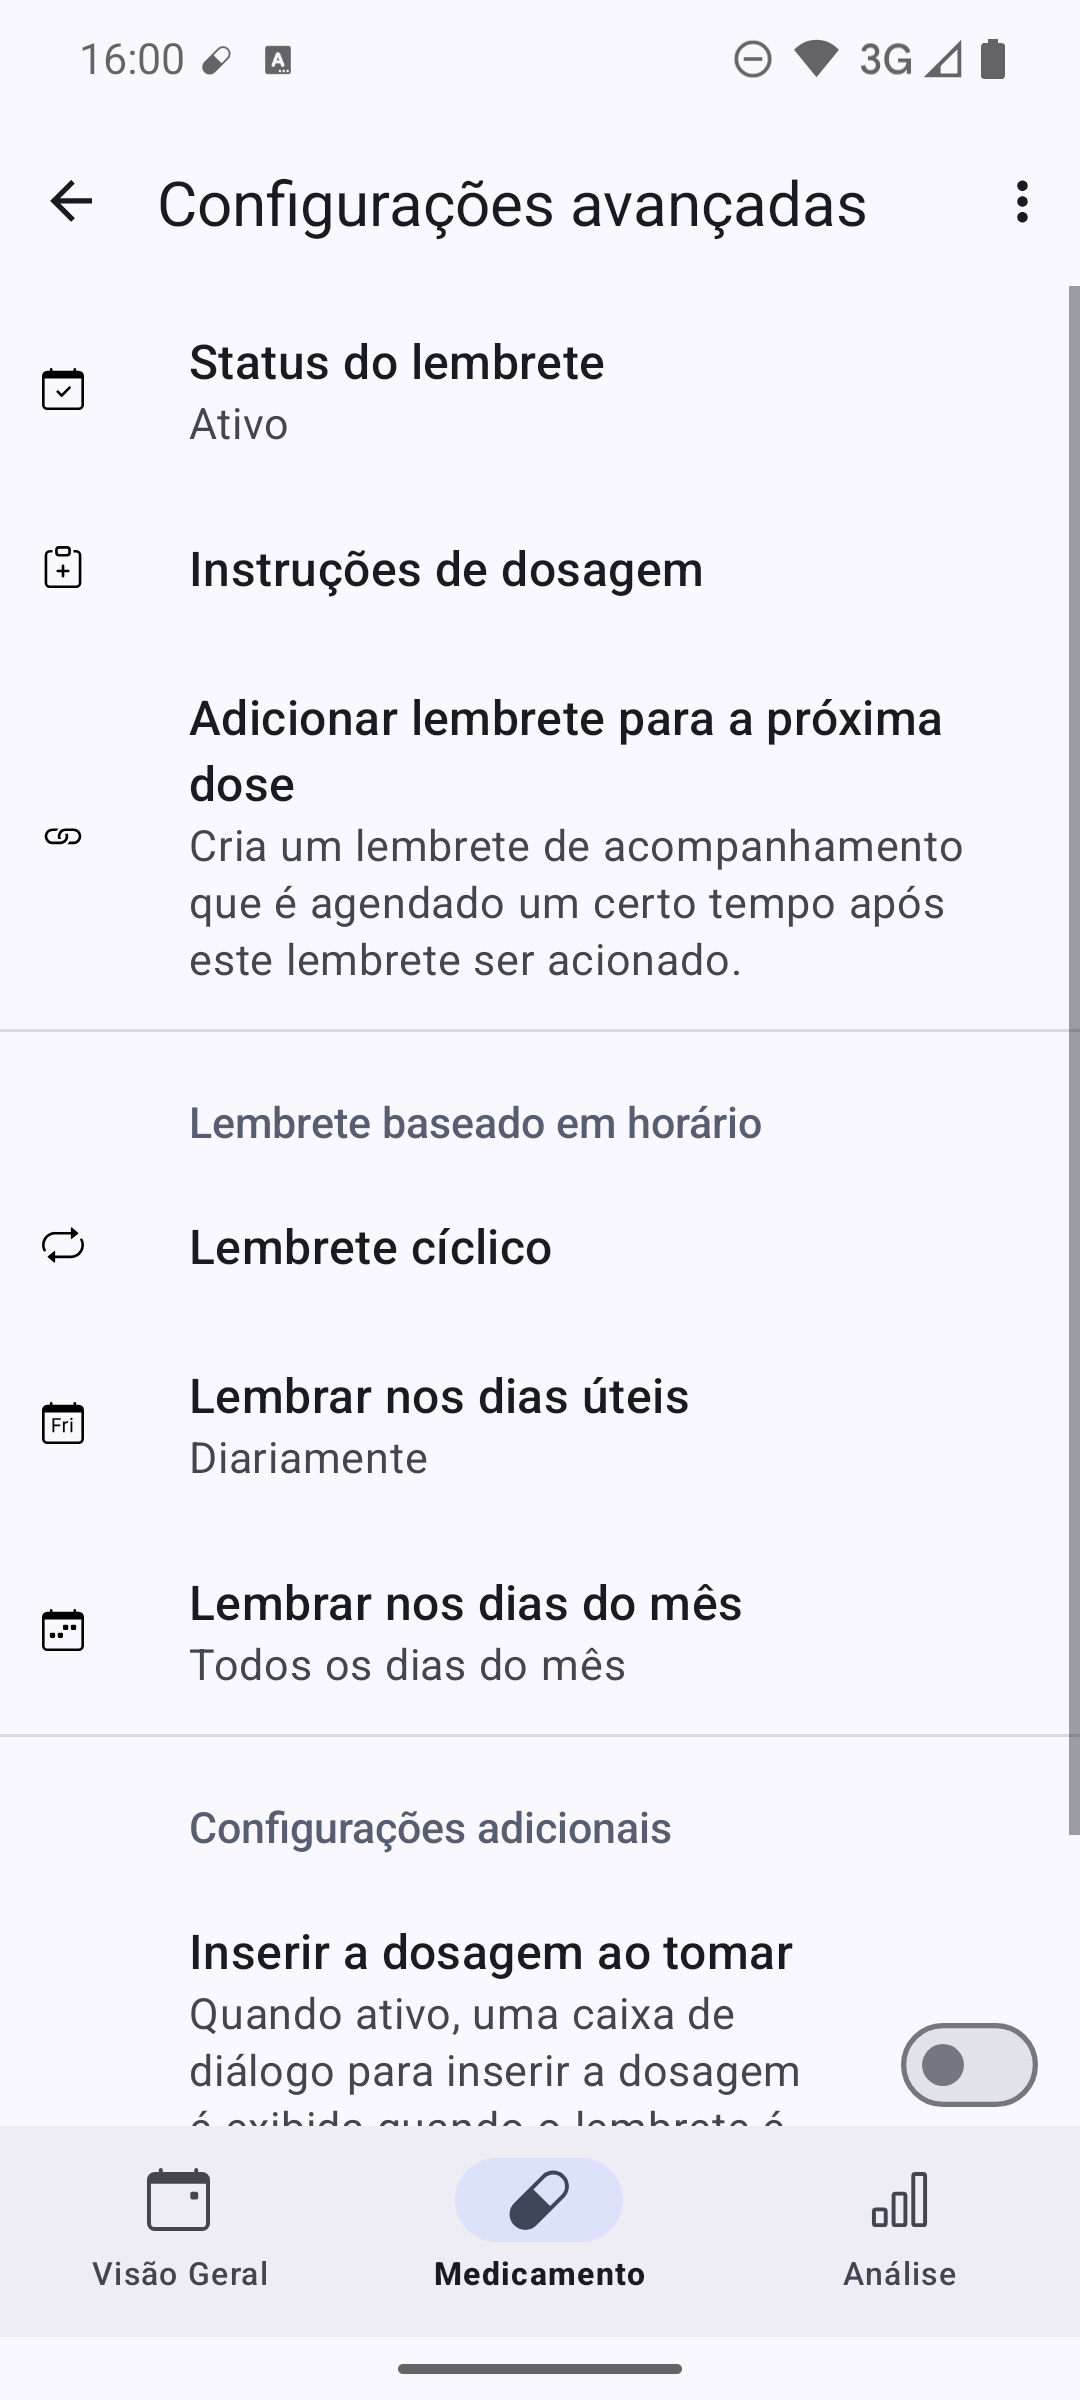 16:00
3G
Configurações avançadas
Status do lembrete
Ativo
Instruções de dosagem
Adicionar lembrete para a próxima
dose
Cria um lembrete de acompanhamento
que é agendado um certo tempo após
este lembrete ser acionado.
Lembrete baseado em horário
Lembrete cíclico
Fri
Lembrar nos dias úteis
Diariamente
Lembrar nos dias do mês
Todos os dias do mês
Configurações adicionais
Inserir a dosagem ao tomar
Quando ativo, uma caixa de
diálogo para inserir a dosagem
é exibida quando o lembrete é
Visão Geral
Medicamento
Análise